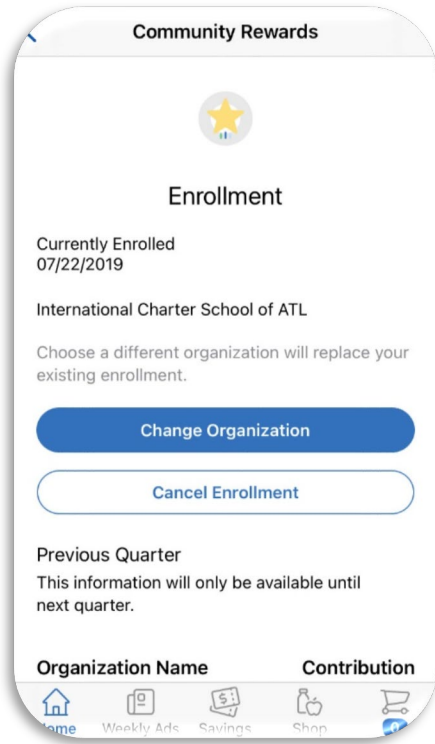 Community Rewards
Enrollment
Currently Enrolled
07/22/2019
International Charter School of ATL
Choose a different organization will replace your
existing enrollment.
Change Organization
Cancel Enrollment
Previous Quarter
This information will only be available until
next quarter.
Organization Name Contribution
Home Weekly Ads Savings Shop 0